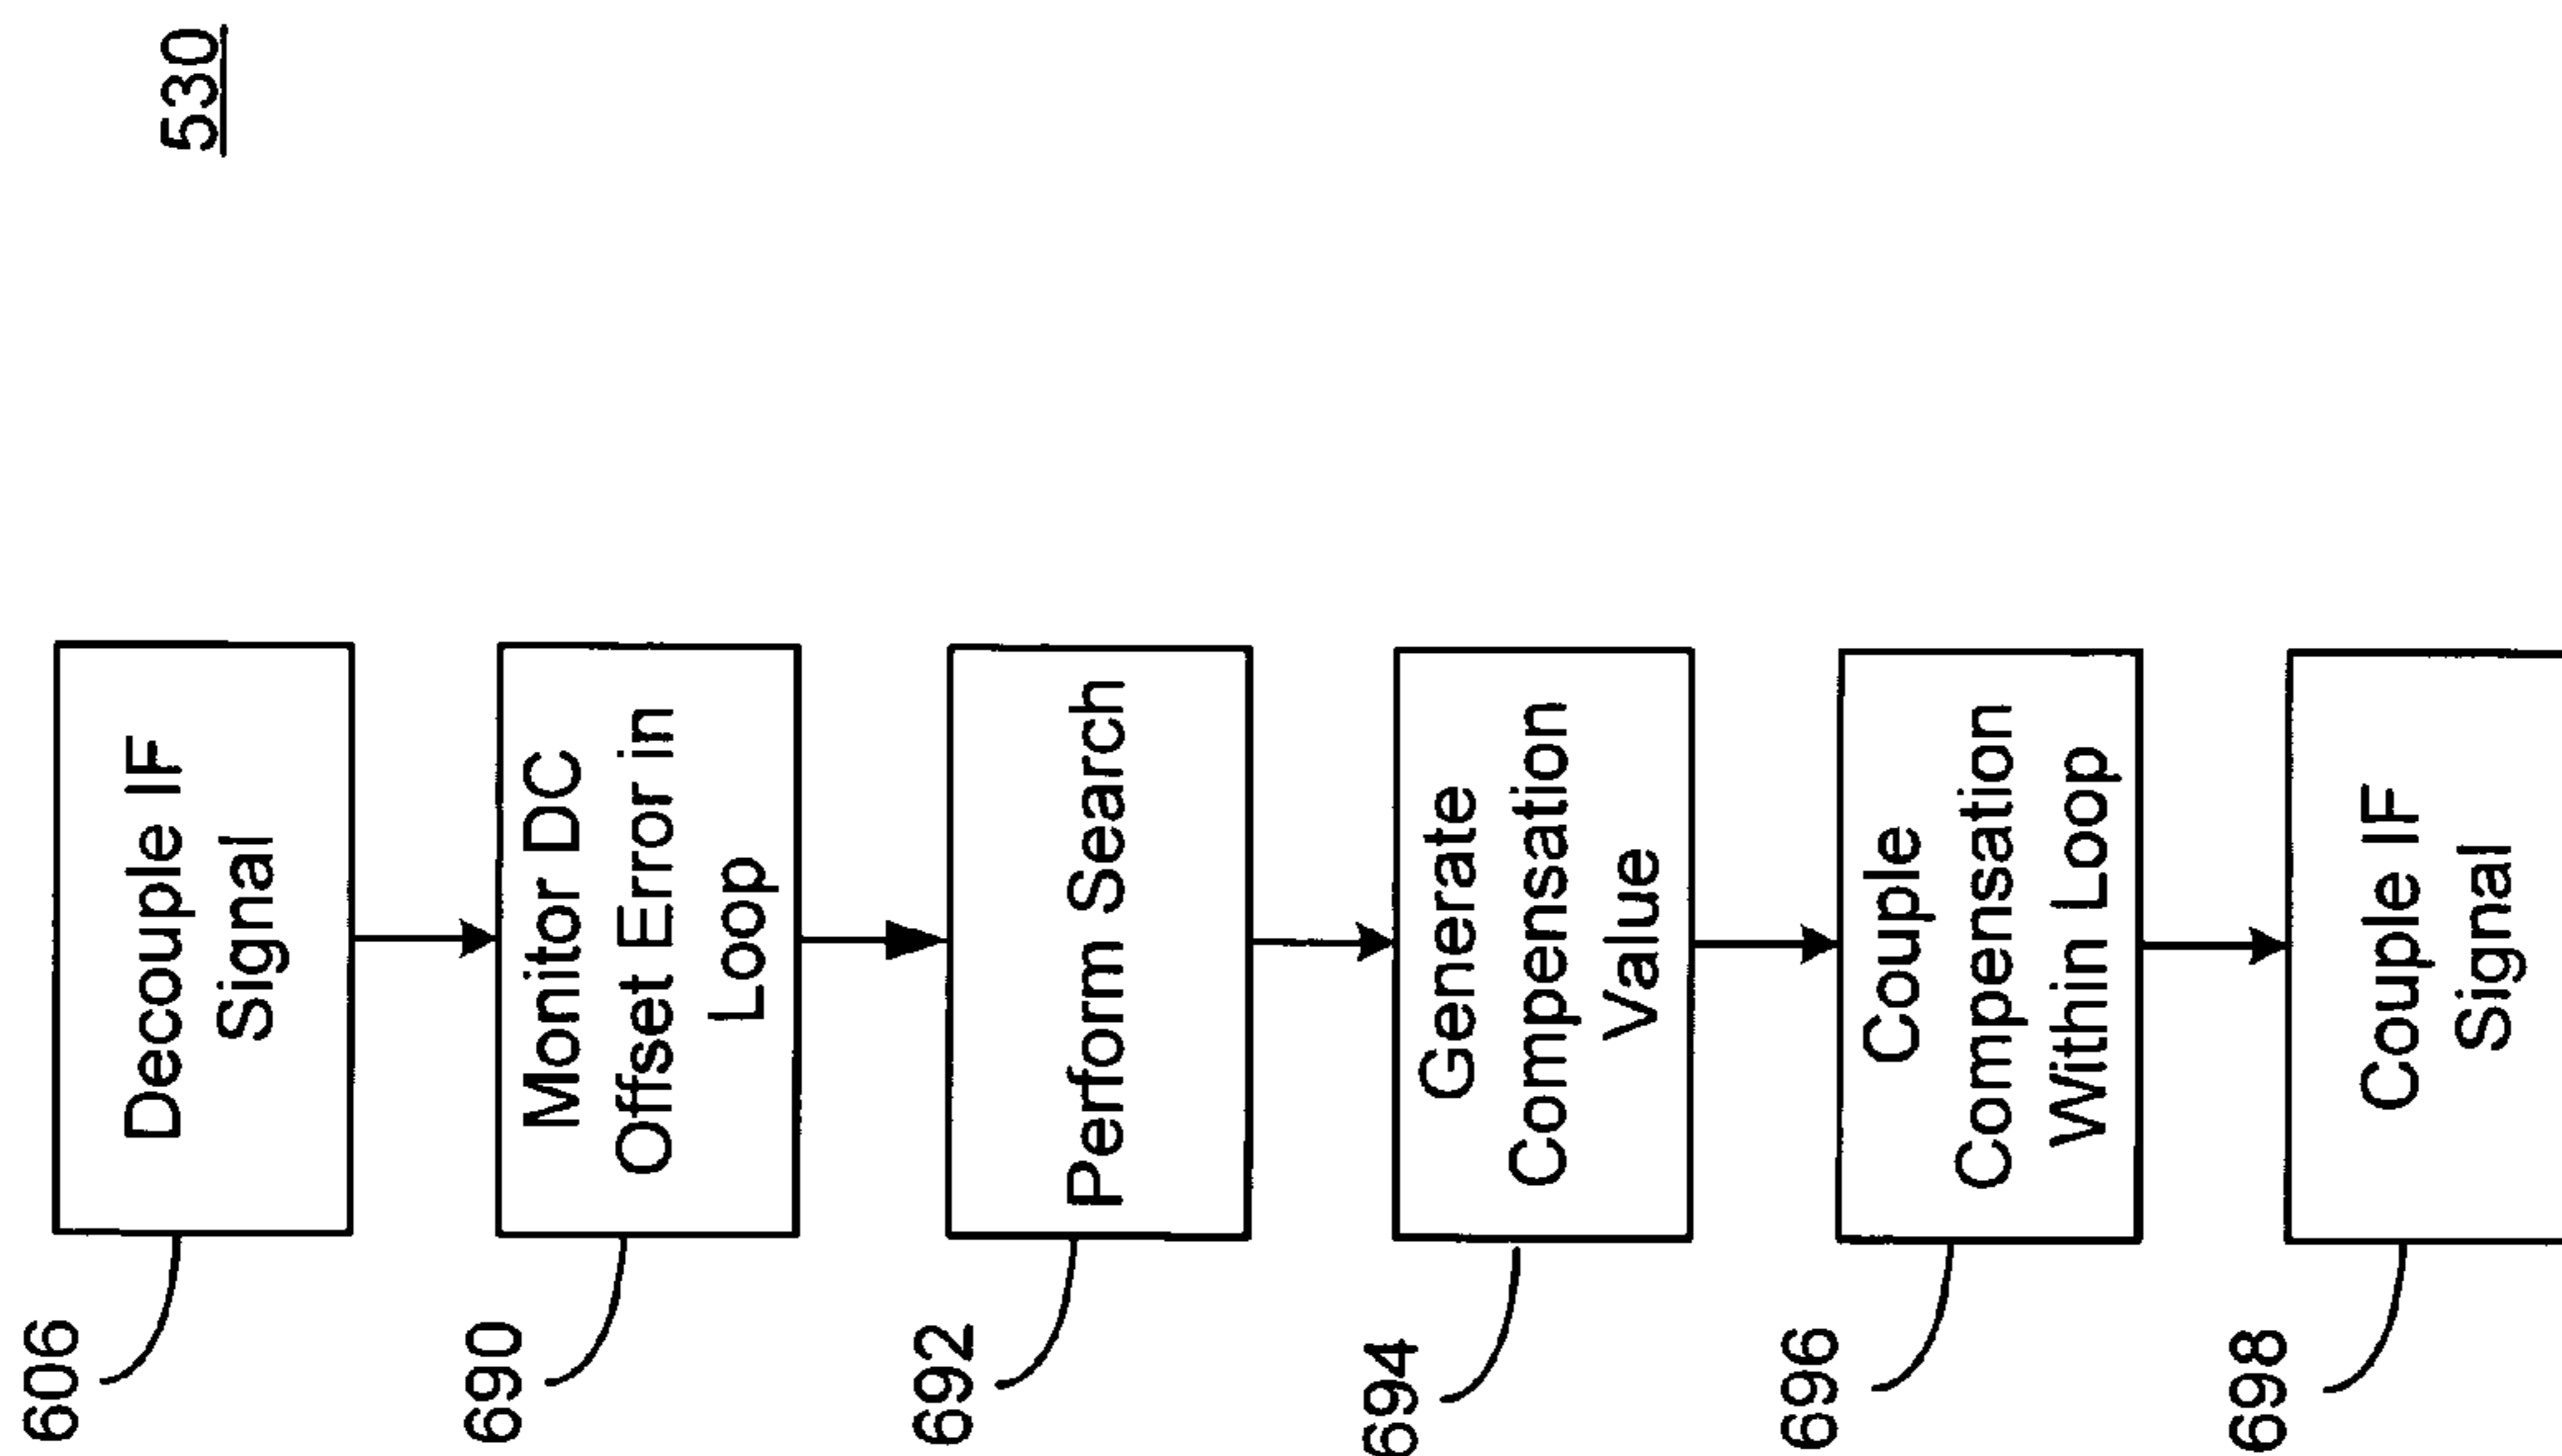 530
606
Decouple IF
Signal
690
Monitor DC
Offset Error in
Loop
692
Perform Search
694
Generate
Compensation
Value
696
Couple
Compensation
Within Loop
698
Couple IF
Signal